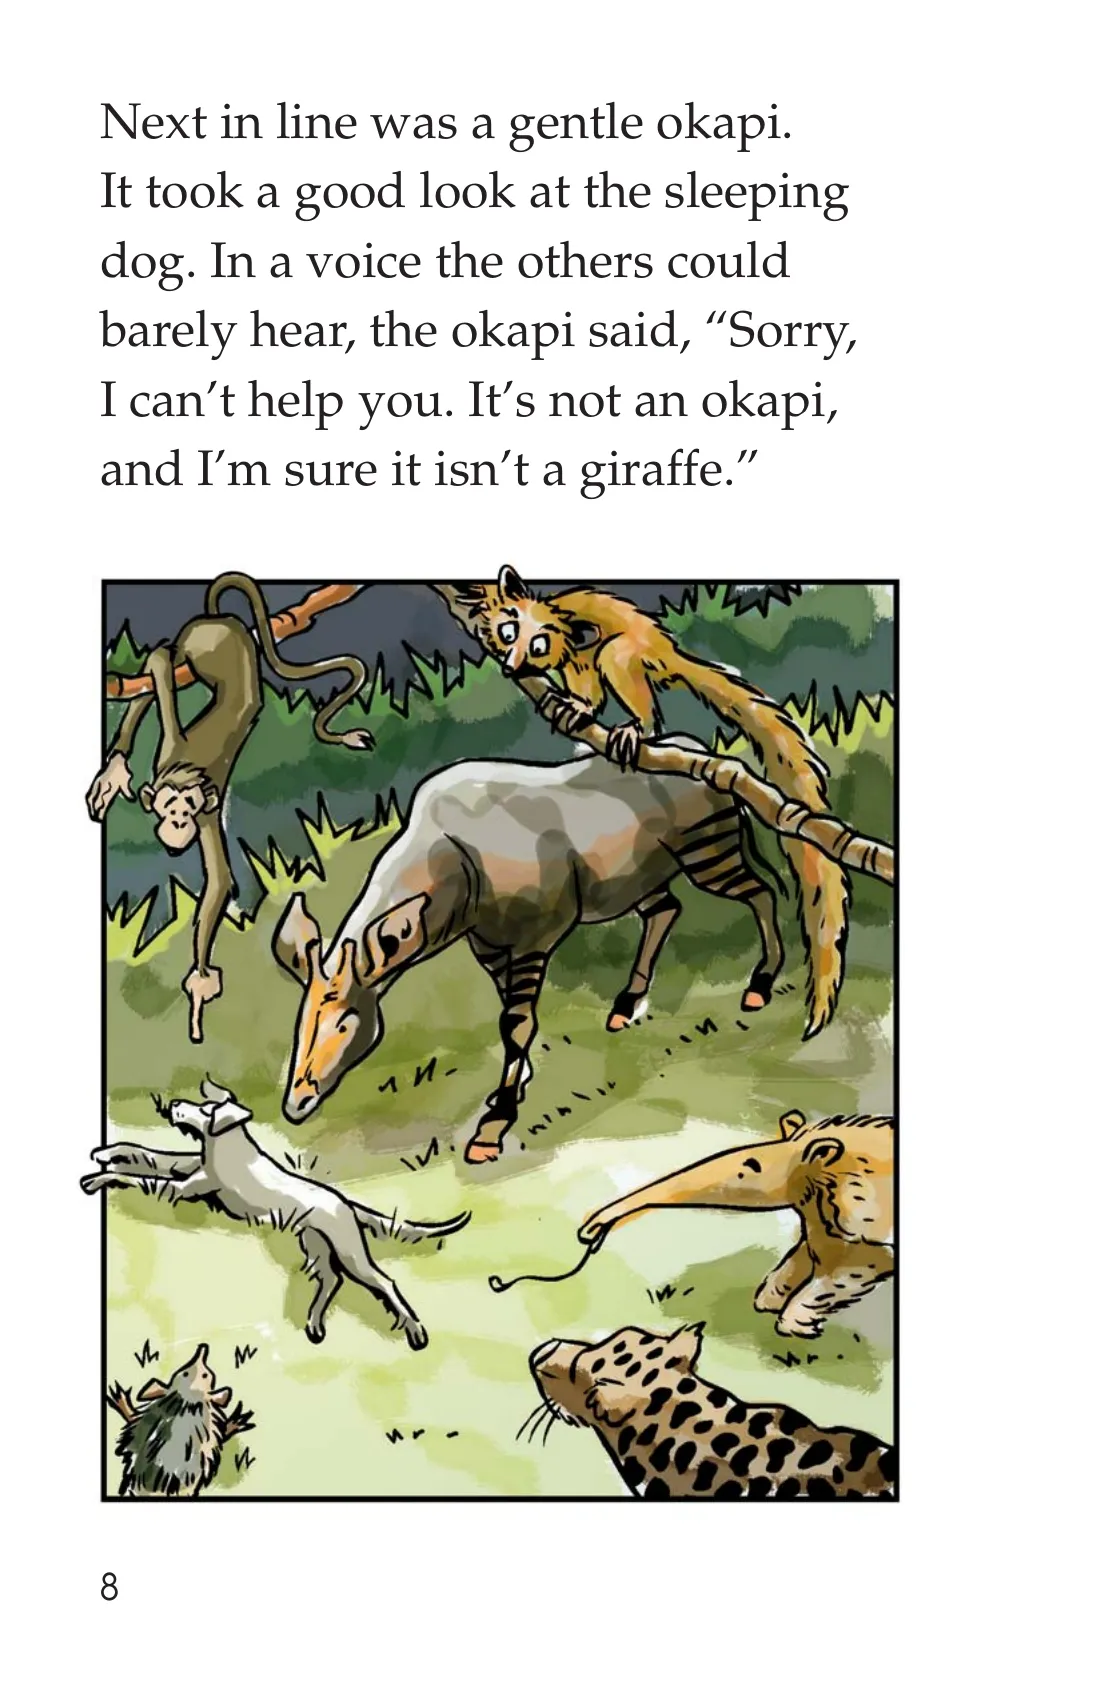 Next in line was a gentle okapi.
It took a good look at the sleeping
dog. In a voice the others could
barely hear, the okapi said, “Sorry,
I can’t help you. It’s not an okapi,
and I’m sure it isn’t a giraffe.”
8